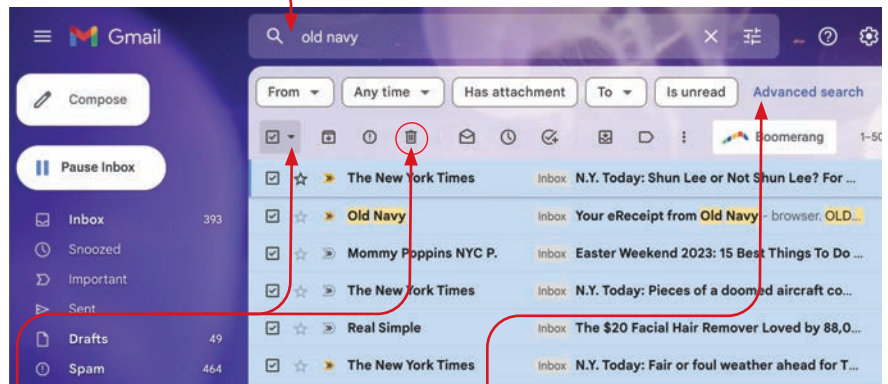 Gmail
old navy
Compose
From
Any time
Has attachment
To
Is unread
Advanced search
Boomerang
1–50
Pause Inbox
The New York Times Inbox N.Y. Today: Shun Lee or Not Shun Lee? For ...
Inbox 393
Old Navy Inbox Your eReceipt from Old Navy - browser. OLD...
Snoozed
Mommy Poppins NYC P. Inbox Easter Weekend 2023: 15 Best Things To Do ...
Important
The New York Times Inbox N.Y. Today: Pieces of a doomed aircraft co...
Sent
Real Simple Inbox The $20 Facial Hair Remover Loved by 88,0...
Drafts 49
The New York Times Inbox N.Y. Today: Fair or foul weather ahead for T...
Spam 464